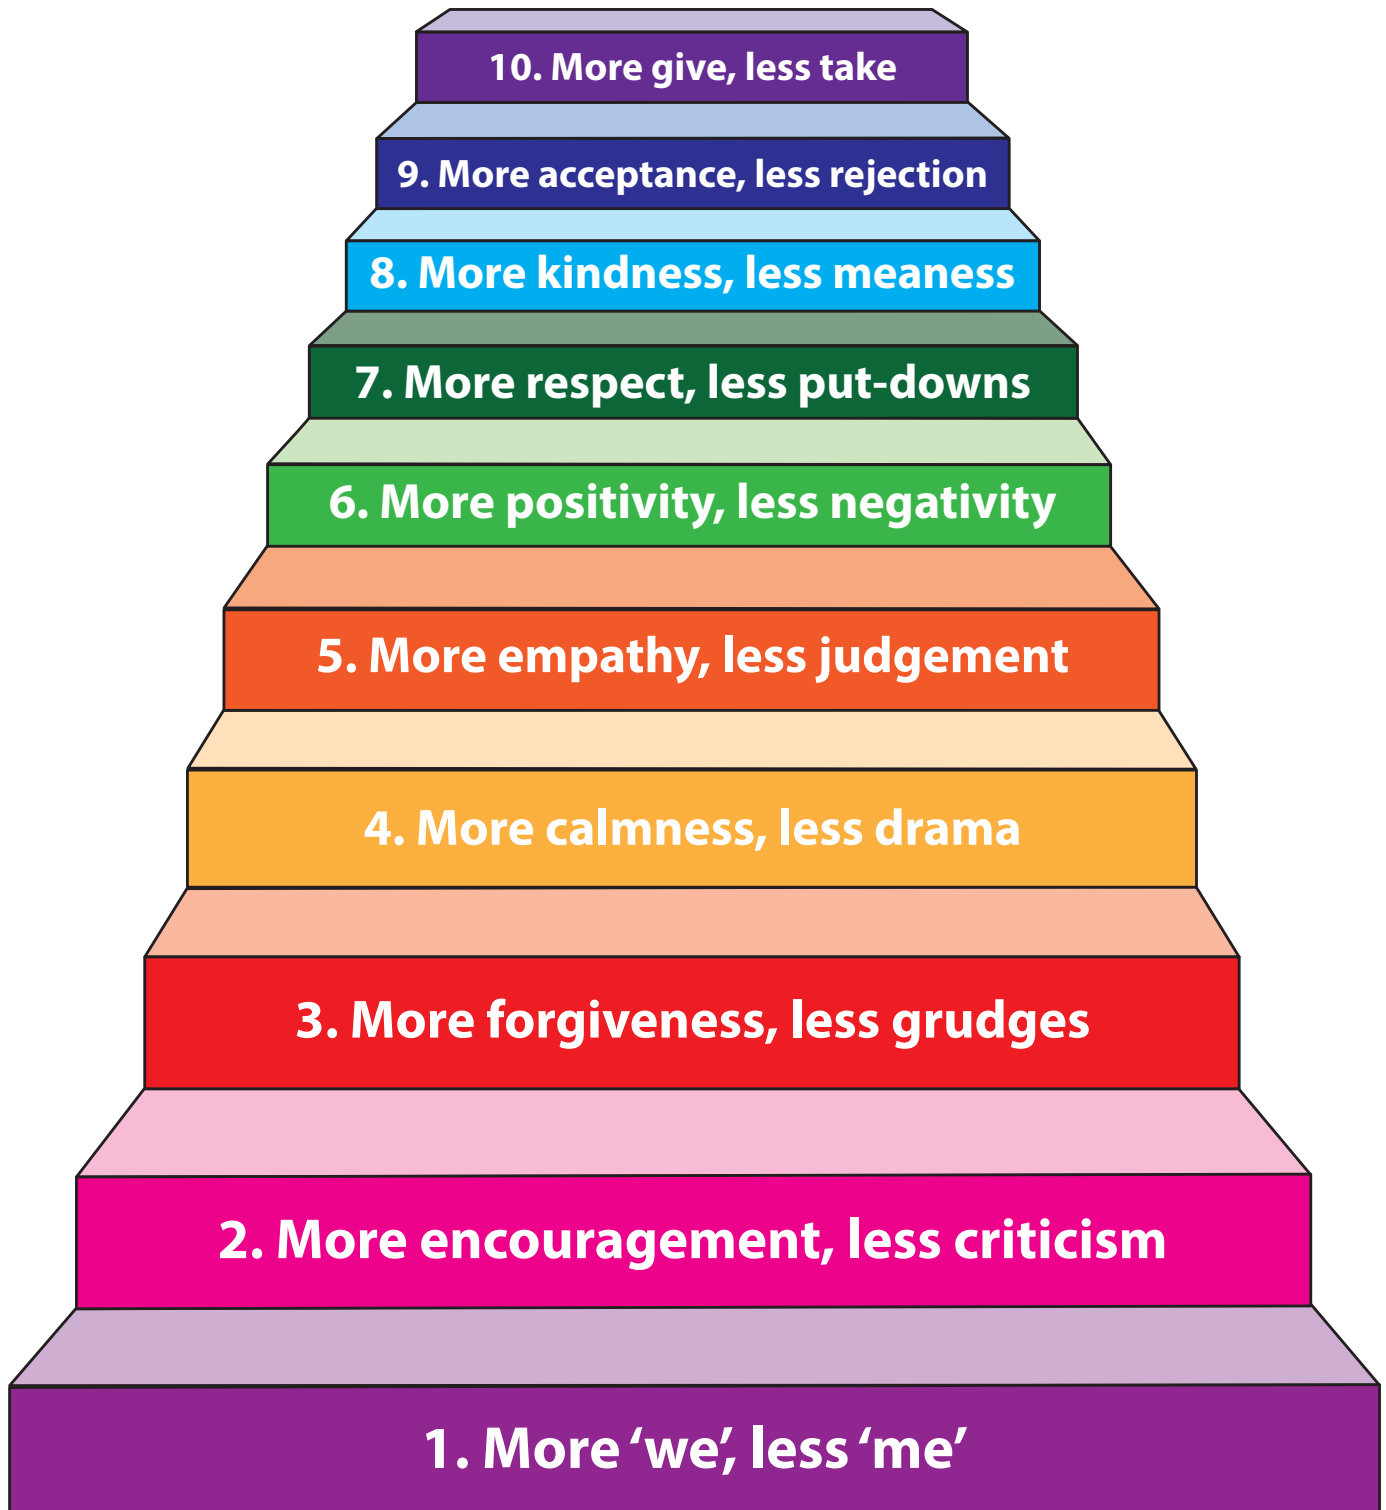 10. More give, less take
9. More acceptance, less rejection
8. More kindness, less meaness
7. More respect, less put-downs
6. More positivity, less negativity
5. More empathy, less judgement
4. More calmness, less drama
3. More forgiveness, less grudges
2. More encouragement, less criticism
1. More ‘we’, less ‘me’